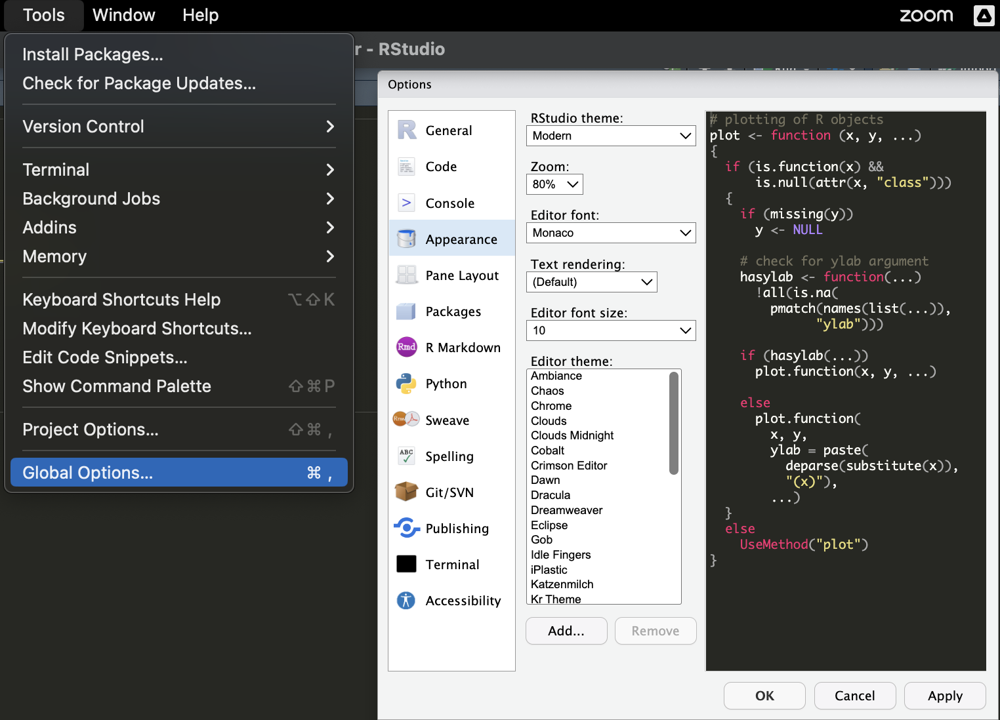 Tools Window Help
zoom
Install Packages...
Check for Package Updates...
Version Control
Terminal
Background Jobs
Addins
Memory
Keyboard Shortcuts Help ⌥⇧K
Modify Keyboard Shortcuts...
Edit Code Snippets...
Show Command Palette ⇧⌘P
Project Options... ⇧⌘,
Global Options... ⌘,
r - RStudio
Options
General
Code
Console
Appearance
Pane Layout
Packages
Rmd R Markdown
Python
Rnw Sweave
ABC Spelling
Git/SVN
Publishing
Terminal
Accessibility
RStudio theme:
Modern
Zoom:
80%
Editor font:
Monaco
Text rendering:
(Default)
Editor font size:
10
Editor theme:
Ambiance
Chaos
Chrome
Clouds
Clouds Midnight
Cobalt
Crimson Editor
Dawn
Dracula
Dreamweaver
Eclipse
Gob
Idle Fingers
iPlastic
Katzenmilch
Kr Theme
Add...
Remove
# plotting of R objects
plot <- function (x, y, ...)
{
  if (is.function(x) &&
      is.null(attr(x, "class")))
  {
    if (missing(y))
      y <- NULL
    # check for ylab argument
    hasylab <- function(...)
      !all(is.na(
        pmatch(names(list(...)),
              "ylab")))
    if (hasylab(...))
      plot.function(x, y, ...)
    else
      plot.function(
        x, y,
        ylab = paste(
          deparse(substitute(x)),
          "(x)"),
        ...)
  }
  else
    UseMethod("plot")
}
OK
Cancel
Apply